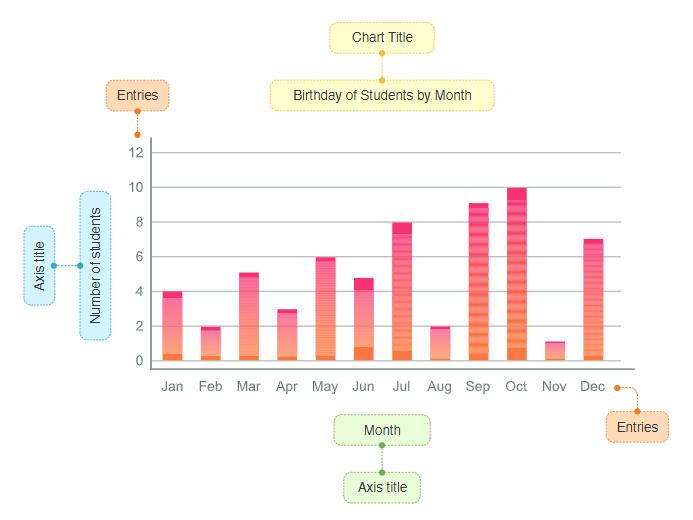 Chart Title
Entries
Birthday of Students by Month
12
10
8
6
4
2
0
Axis title
Number of students
Jan Feb Mar Apr May Jun Jul Aug Sep Oct Nov Dec
Entries
Month
Axis title